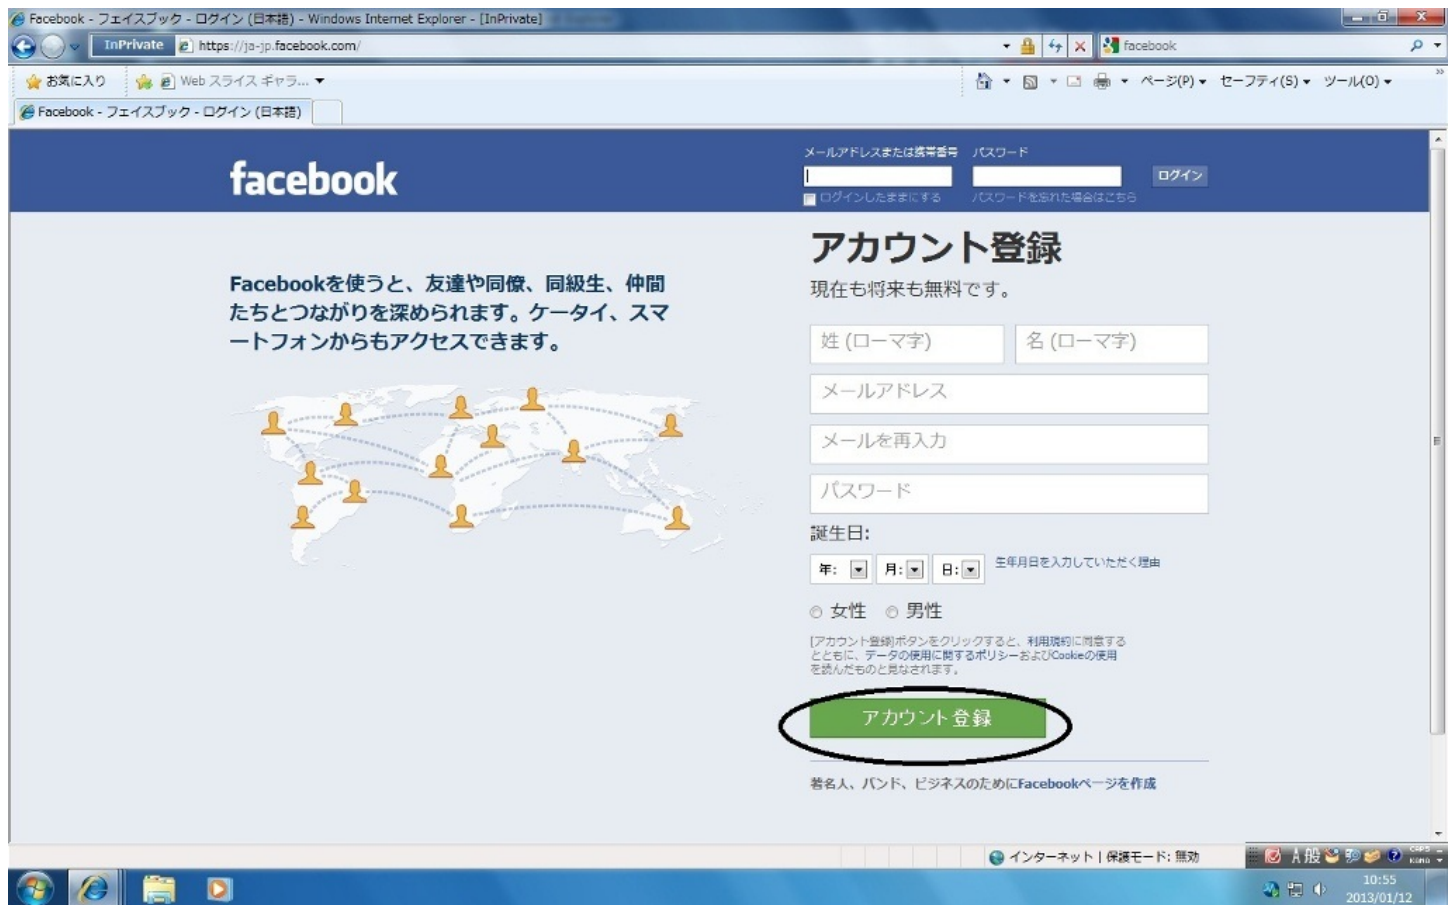 Facebook - フェイスブック - ログイン (日本語) - Windows Internet Explorer - [InPrivate]
InPrivate https://ja-jp.facebook.com/ facebook
お気に入り Web スライス ギャラ... ページ(P) セーフティ(S) ツール(O)
Facebook - フェイスブック - ログイン (日本語)
メールアドレスまたは携帯番号 パスワード
facebook
ログイン
ログインしたままにする パスワードを忘れた場合はこちら
アカウント登録
現在も将来も無料です。
Facebookを使うと、友達や同僚、同級生、仲間
たちとつながりを深められます。ケータイ、スマ
ートフォンからもアクセスできます。
姓 (ローマ字) 名 (ローマ字)
メールアドレス
メールを再入力
パスワード
誕生日:
年: 月: 日: 生年月日を入力していただく理由
女性 男性
[アカウント登録]ボタンをクリックすると、利用規約に同意する
とともに、データの使用に関するポリシーおよびCookieの使用
を読んだものと見なされます。
アカウント登録
著名人、バンド、ビジネスのためにFacebookページを作成
インターネット | 保護モード: 無効
A 般 CAPS
KANA
10:55
2013/01/12